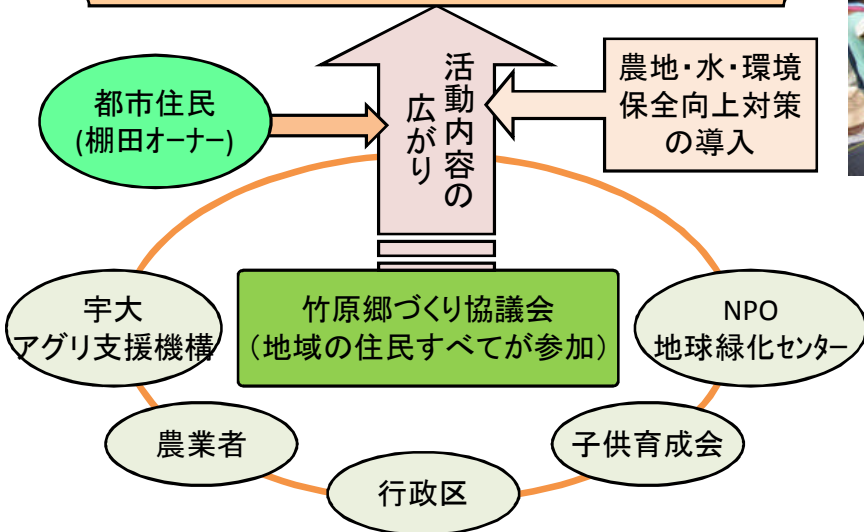 都市住民
(棚田オーナー)
活動内容の
広がり
農地・水・環境
保全向上対策
の導入
宇大
アグリ支援機構
竹原郷づくり協議会
（地域の住民すべてが参加）
NPO
地球緑化センター
農業者
子供育成会
行政区